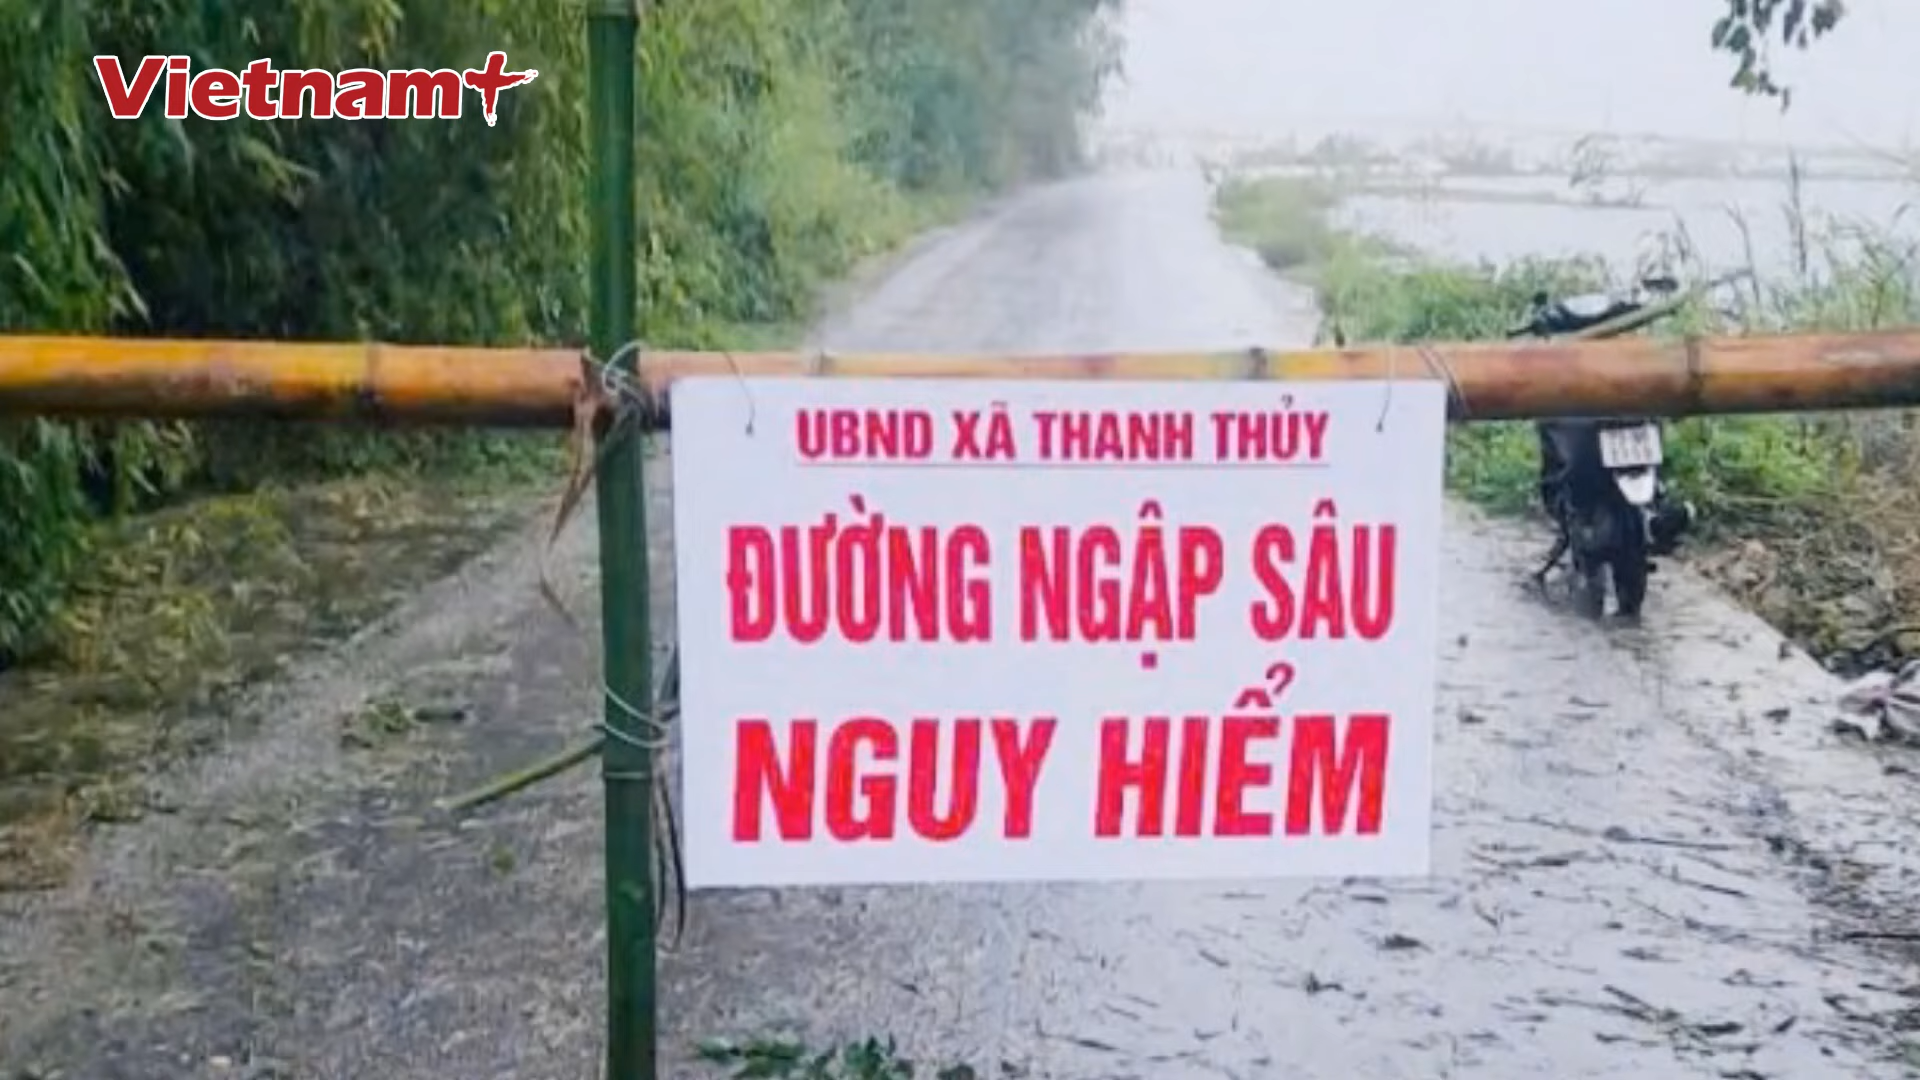 Vietnam+
UBND XÃ THANH THỦY
ĐƯỜNG NGẬP SÂU
NGUY HIỂM